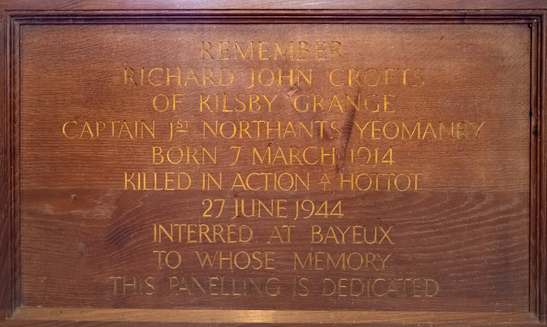 REMEMBER
RICHARD JOHN CROFTS
OF KILSBY GRANGE
CAPTAIN 1ST NORTHANTS YEOMANRY
BORN 7 MARCH 1914
KILLED IN ACTION HOTTOT
27 JUNE 1944
INTERRED AT BAYEUX
TO WHOSE MEMORY
THIS PANELLING IS DEDICATED